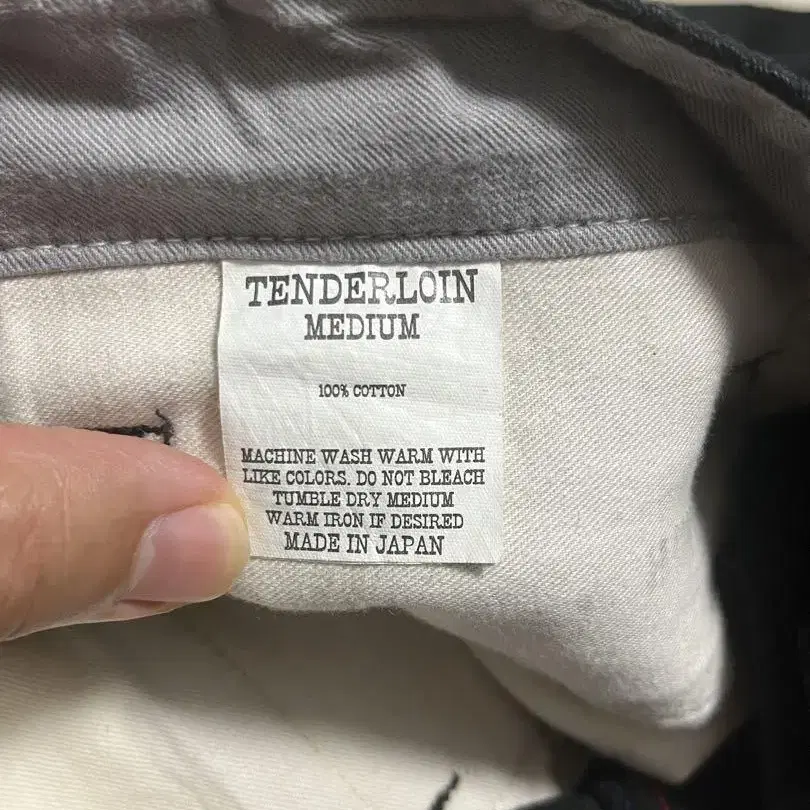 TENDERLOIN
MEDIUM
100% COTTON
MACHINE WASH WARM WITH
LIKE COLORS. DO NOT BLEACH
TUMBLE DRY MEDIUM
WARM IRON IF DESIRED
MADE IN JAPAN